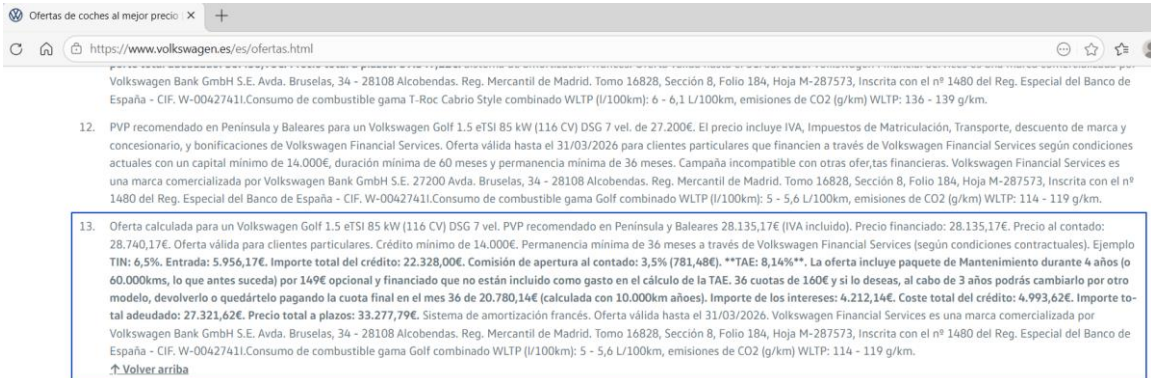 Ofertas de coches al mejor precio
https://www.volkswagen.es/es/ofertas.html
Volkswagen Bank GmbH S.E. Avda. Bruselas, 34 - 28108 Alcobendas. Reg. Mercantil de Madrid. Tomo 16828, Sección 8, Folio 184, Hoja M-287573, Inscrita con el nº 1480 del Reg. Especial del Banco de
España - CIF. W-0042741I.Consumo de combustible gama T-Roc Cabrio Style combinado WLTP (l/100km): 6 - 6,1 L/100km, emisiones de CO2 (g/km) WLTP: 136 - 139 g/km.
12. PVP recomendado en Península y Baleares para un Volkswagen Golf 1.5 eTSI 85 kW (116 CV) DSG 7 vel. de 27.200€. El precio incluye IVA, Impuestos de Matriculación, Transporte, descuento de marca y
concesionario, y bonificaciones de Volkswagen Financial Services. Oferta válida hasta el 31/03/2026 para clientes particulares que financien a través de Volkswagen Financial Services según condiciones
actuales con un capital mínimo de 14.000€, duración mínima de 60 meses y permanencia mínima de 36 meses. Campaña incompatible con otras ofer,tas financieras. Volkswagen Financial Services es
una marca comercializada por Volkswagen Bank GmbH S.E. 27200 Avda. Bruselas, 34 - 28108 Alcobendas. Reg. Mercantil de Madrid. Tomo 16828, Sección 8, Folio 184, Hoja M-287573, Inscrita con el nº
1480 del Reg. Especial del Banco de España - CIF. W-0042741I.Consumo de combustible gama Golf combinado WLTP (l/100km): 5 - 5,6 L/100km, emisiones de CO2 (g/km) WLTP: 114 - 119 g/km.
13. Oferta calculada para un Volkswagen Golf 1.5 eTSI 85 kW (116 CV) DSG 7 vel. PVP recomendado en Península y Baleares 28.135,17€ (IVA incluido). Precio financiado: 28.135,17€. Precio al contado:
28.740,17€. Oferta válida para clientes particulares. Crédito mínimo de 14.000€. Permanencia mínima de 36 meses a través de Volkswagen Financial Services (según condiciones contractuales). Ejemplo
TIN: 6,5%. Entrada: 5.956,17€. Importe total del crédito: 22.328,00€. Comisión de apertura al contado: 3,5% (781,48€). **TAE: 8,14%**. La oferta incluye paquete de Mantenimiento durante 4 años (o
60.000kms, lo que antes suceda) por 149€ opcional y financiado que no están incluido como gasto en el cálculo de la TAE. 36 cuotas de 160€ y si lo deseas, al cabo de 3 años podrás cambiarlo por otro
modelo, devolverlo o quedártelo pagando la cuota final en el mes 36 de 20.780,14€ (calculada con 10.000km añoes). Importe de los intereses: 4.212,14€. Coste total del crédito: 4.993,62€. Importe to-
tal adeudado: 27.321,62€. Precio total a plazos: 33.277,79€. Sistema de amortización francés. Oferta válida hasta el 31/03/2026. Volkswagen Financial Services es una marca comercializada por
Volkswagen Bank GmbH S.E. Avda. Bruselas, 34 - 28108 Alcobendas. Reg. Mercantil de Madrid. Tomo 16828, Sección 8, Folio 184, Hoja M-287573, Inscrita con el nº 1480 del Reg. Especial del Banco de
España - CIF. W-0042741I.Consumo de combustible gama Golf combinado WLTP (l/100km): 5 - 5,6 L/100km, emisiones de CO2 (g/km) WLTP: 114 - 119 g/km.
↑ Volver arriba